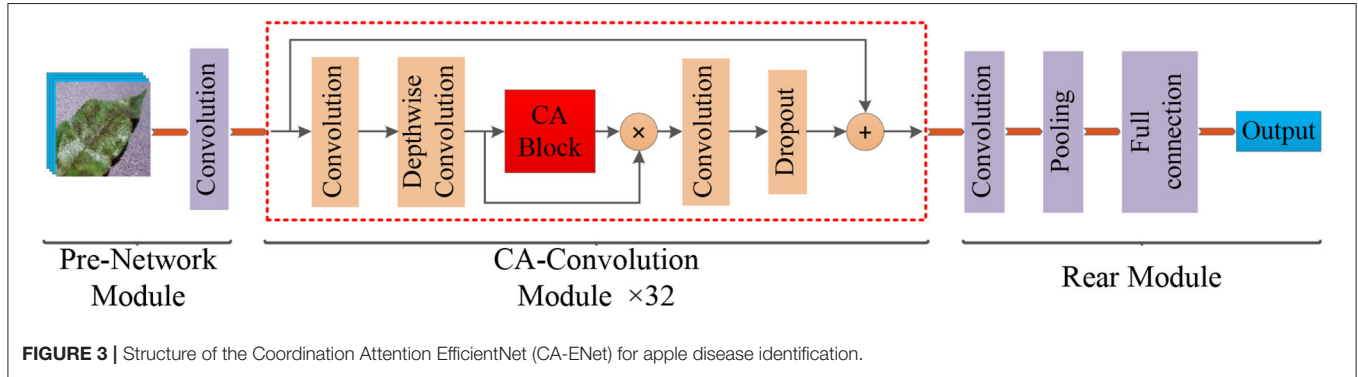 Convolution
Convolution
Depthwise
Convolution
CA
Block
×
Convolution
Dropout
+
Convolution
Pooling
Full
connection
Output
Pre-Network
Module
CA-Convolution
Module ×32
Rear Module
FIGURE 3 | Structure of the Coordination Attention EfficientNet (CA-ENet) for apple disease identification.